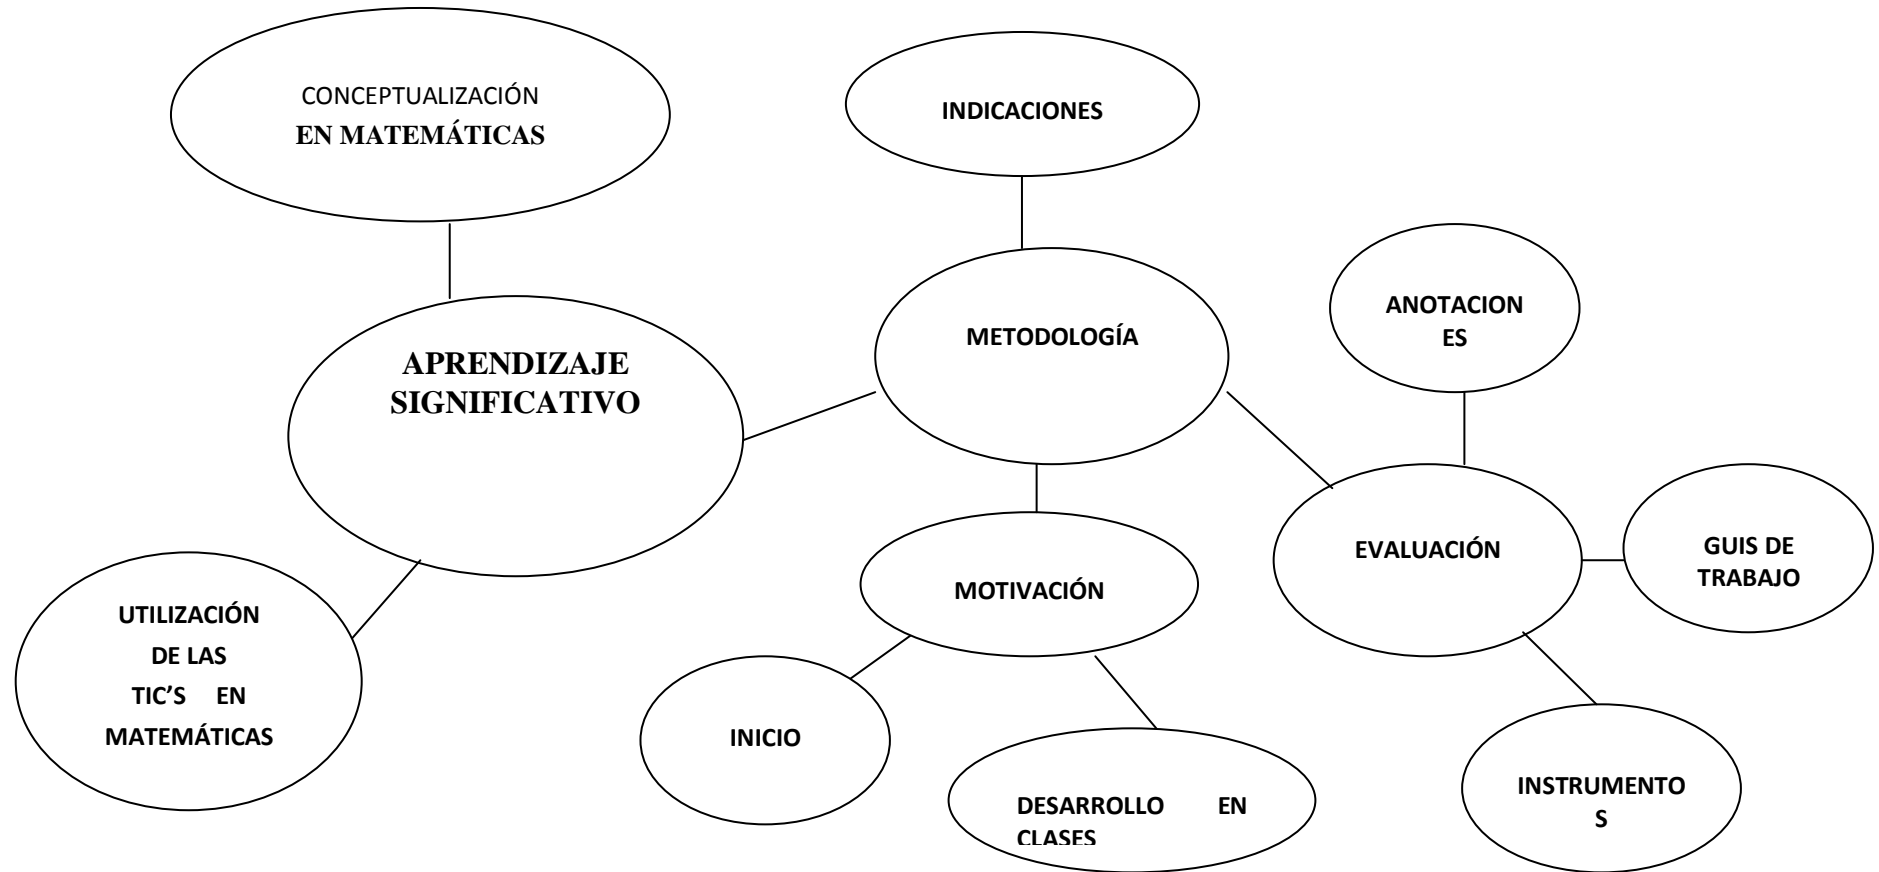 CONCEPTUALIZACIÓN
EN MATEMÁTICAS
INDICACIONES
METODOLOGÍA
ANOTACION
ES
APRENDIZAJE
SIGNIFICATIVO
EVALUACIÓN
GUIS DE
TRABAJO
MOTIVACIÓN
UTILIZACIÓN
DE LAS
TIC’S EN
MATEMÁTICAS
INICIO
DESARROLLO EN
CLASES
INSTRUMENTO
S